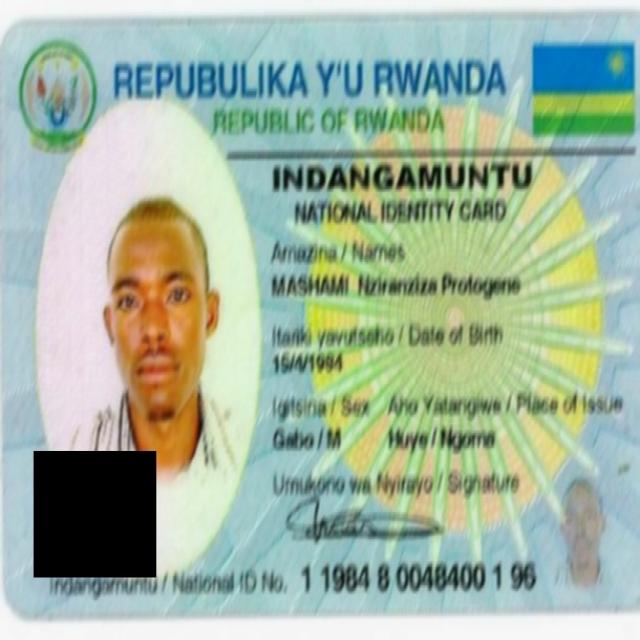 REPUBULIKA Y'U RWANDA
REPUBLIC OF RWANDA
INDANGAMUNTU
NATIONAL IDENTITY CARD
Amazina / Names
MASHAMI Nziranziza Protogene
Itariki yavutseho / Date of Birth
15/4/1984
Igitsina / Sex Aho Yatangiwe / Place of Issue
Gabo / M Huye / Ngoma
Umukono wa Nyirayo / Signature
Indangamuntu / National ID No. 1 1984 8 0048400 1 96